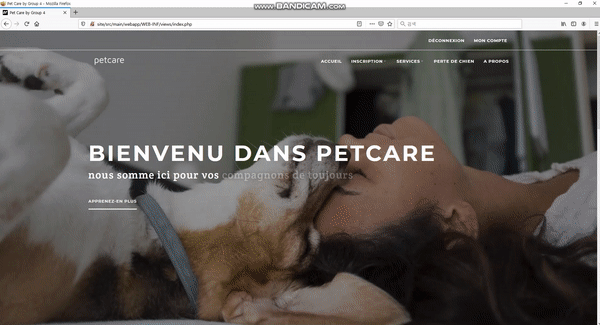 Pet Care by Group 4 - Mozilla Firefox
WWW.BANDICAM.COM
Pet Care by Group 4
site/src/main/webapp/WEB-INF/views/index.php
검색
DÉCONNEXION MON COMPTE
petcare
ACCUEIL INSCRIPTION SERVICES PERTE DE CHIEN A PROPOS
BIENVENU DANS PETCARE
nous somme ici pour vos compagnons de toujours
APPRENEZ-EN PLUS